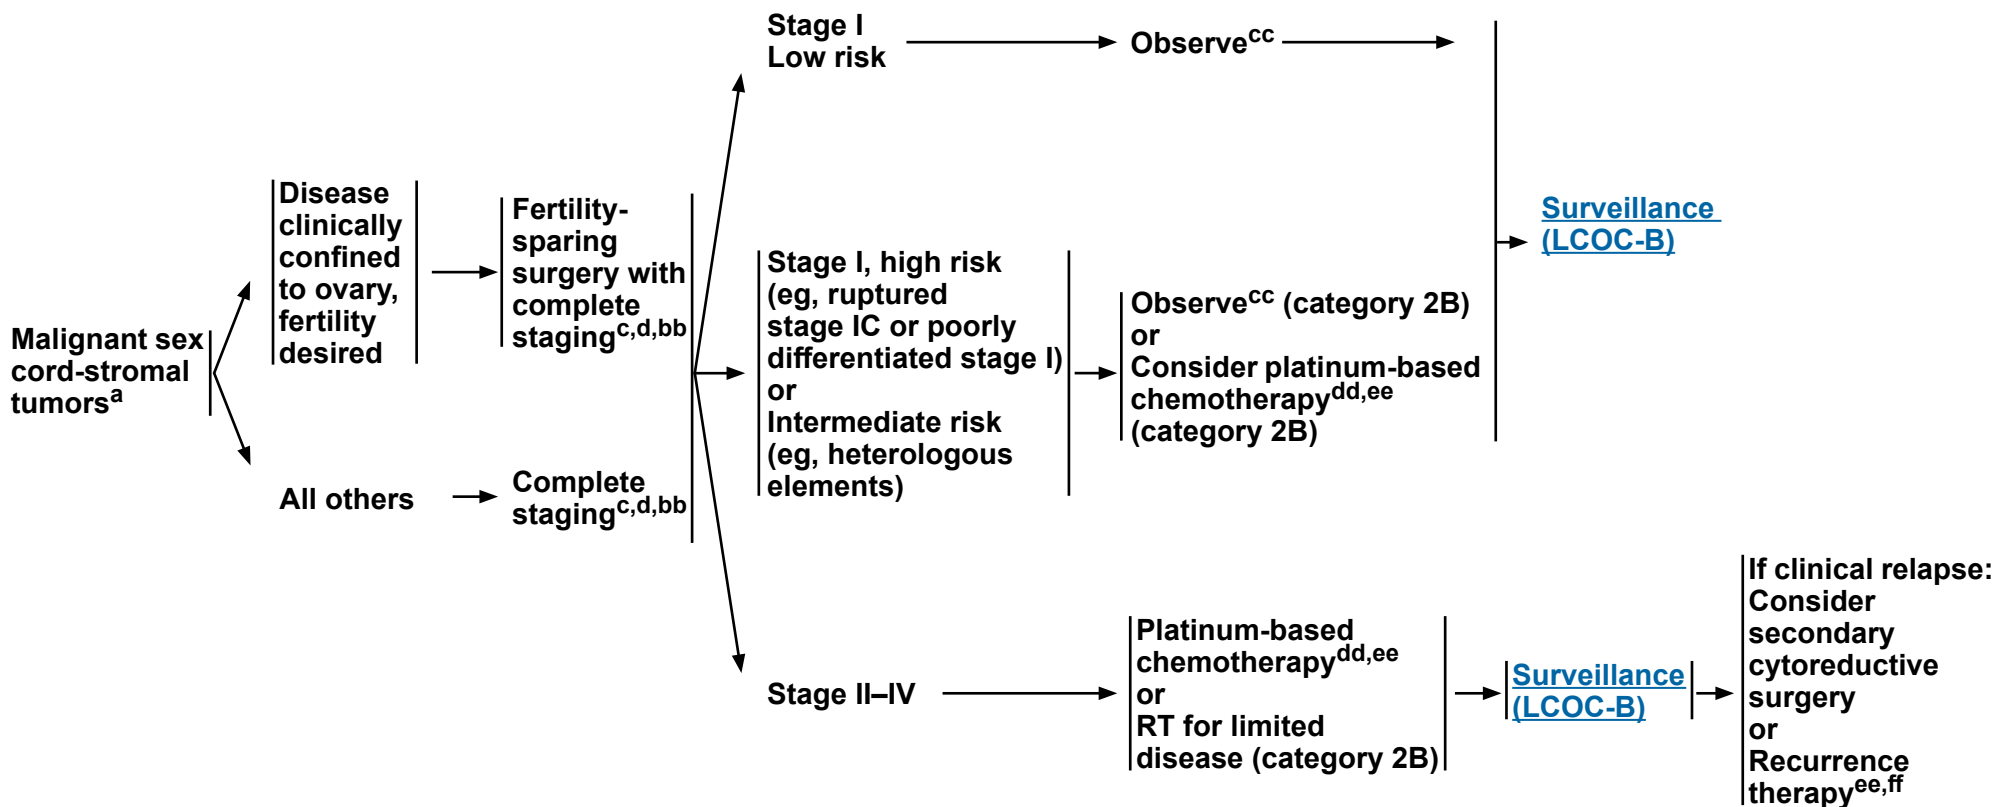 Malignant sex
cord-stromal
tumorsᵃ
Disease
clinically
confined
to ovary,
fertility
desired
All others
Fertility-
sparing
surgery with
complete
stagingc,d,bb
Complete
stagingc,d,bb
Stage I
Low risk
Observecc
Stage I, high risk
(eg, ruptured
stage IC or poorly
differentiated stage I)
or
Intermediate risk
(eg, heterologous
elements)
Observecc (category 2B)
or
Consider platinum-based
chemotherapydd,ee
(category 2B)
Surveillance
(LCOC-B)
Stage II–IV
Platinum-based
chemotherapydd,ee
or
RT for limited
disease (category 2B)
Surveillance
(LCOC-B)
If clinical relapse:
Consider
secondary
cytoreductive
surgery
or
Recurrence
therapyee,ff